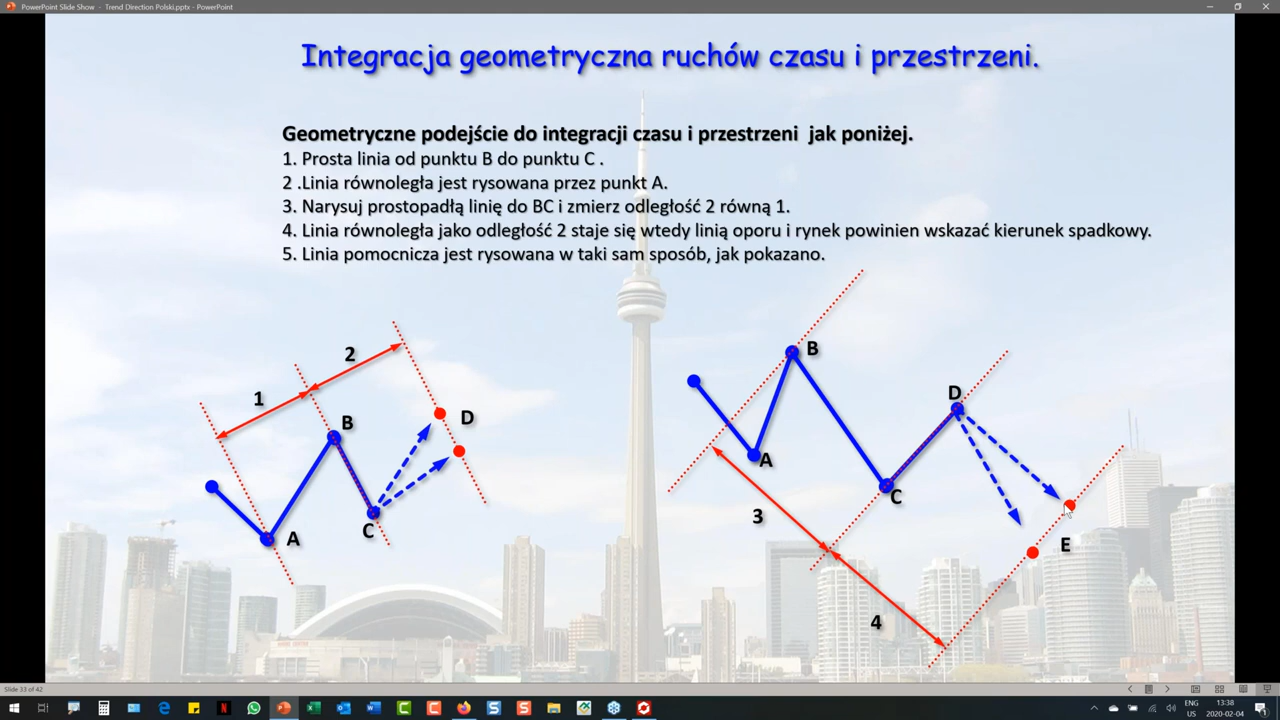 PowerPoint Slide Show - Trend Direction Polski.pptx - PowerPoint
Integracja geometryczna ruchów czasu i przestrzeni.
Geometryczne podejście do integracji czasu i przestrzeni jak poniżej.
1. Prosta linia od punktu B do punktu C .
2 .Linia równoległa jest rysowana przez punkt A.
3. Narysuj prostopadłą linię do BC i zmierz odległość 2 równą 1.
4. Linia równoległa jako odległość 2 staje się wtedy linią oporu i rynek powinien wskazać kierunek spadkowy.
5. Linia pomocnicza jest rysowana w taki sam sposób, jak pokazano.
1
2
A
B
C
D
A
B
C
D
E
3
4
Slide 33 of 42
ENG
US
13:38
2020-02-04
1